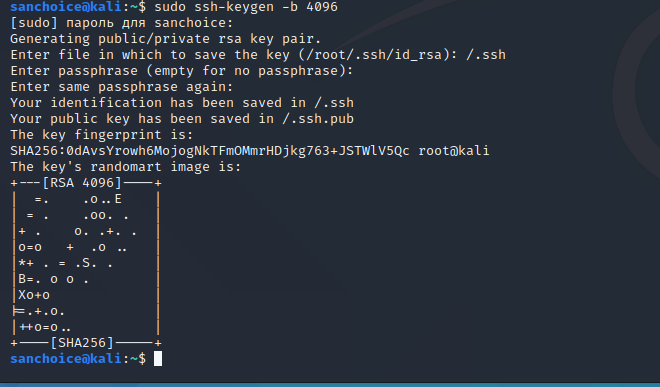 sanchoice@kali:~$ sudo ssh-keygen -b 4096
[sudo] пароль для sanchoice:
Generating public/private rsa key pair.
Enter file in which to save the key (/root/.ssh/id_rsa): /.ssh
Enter passphrase (empty for no passphrase):
Enter same passphrase again:
Your identification has been saved in /.ssh
Your public key has been saved in /.ssh.pub
The key fingerprint is:
SHA256:0dAvsYrowh6MojogNkTFmOMmrHDjkg763+JSTWlV5Qc root@kali
The key's randomart image is:
+---[RSA 4096]----+
|  =.    .o..E    |
| = .    .oo. .   |
|+ .    o. .+. .  |
|o=o   +  .o ..   |
|*+ . = .S. .     |
|B=. o o .        |
|Xo+o             |
|=.+.o.           |
|++o=o..          |
+----[SHA256]-----+
sanchoice@kali:~$